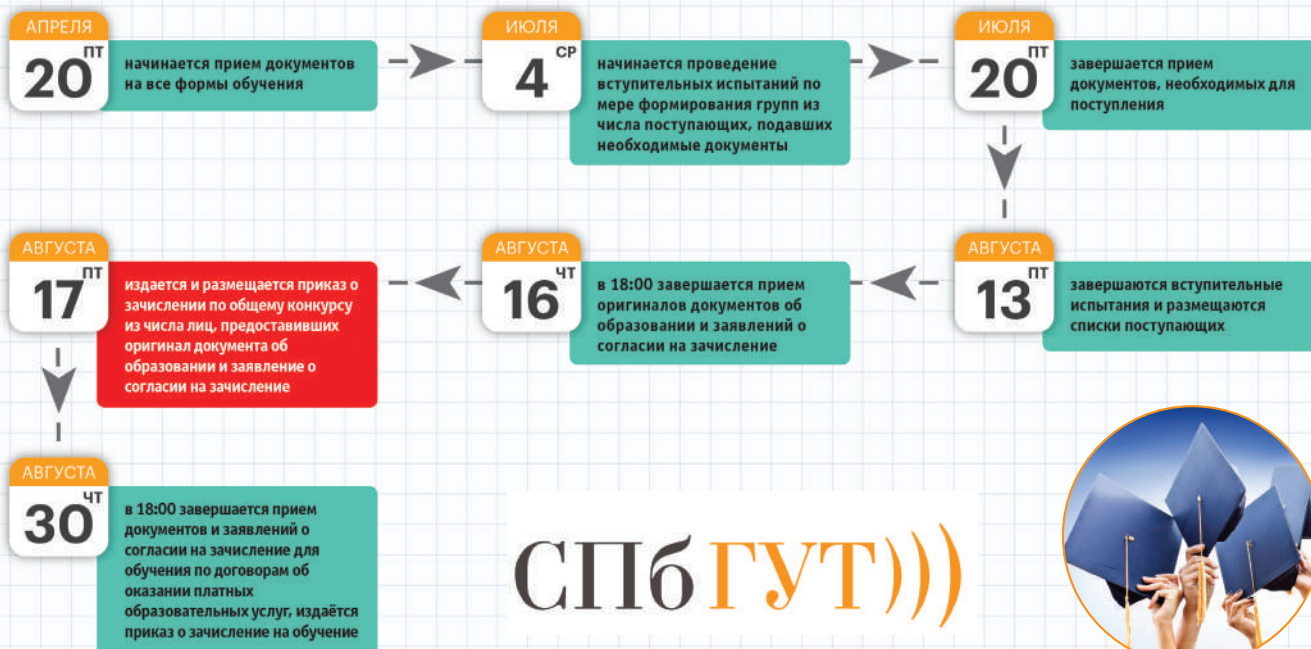 АПРЕЛЯ
20 ПТ
начинается прием документов
на все формы обучения
ИЮЛЯ
4 СР
начинается проведение
вступительных испытаний по
мере формирования групп из
числа поступающих, подавших
необходимые документы
ИЮЛЯ
20 ПТ
завершается прием
документов, необходимых для
поступления
АВГУСТА
13 ПТ
завершаются вступительные
испытания и размещаются
списки поступающих
АВГУСТА
16 ЧТ
в 18:00 завершается прием
оригиналов документов об
образовании и заявлений о
согласии на зачисление
АВГУСТА
17 ПТ
издается и размещается приказ о
зачислении по общему конкурсу
из числа лиц, предоставивших
оригинал документа об
образовании и заявление о
согласии на зачисление
АВГУСТА
30 ЧТ
в 18:00 завершается прием
документов и заявлений о
согласии на зачисление для
обучения по договорам об
оказании платных
образовательных услуг, издаётся
приказ о зачисление на обучение
СПбГУТ)))